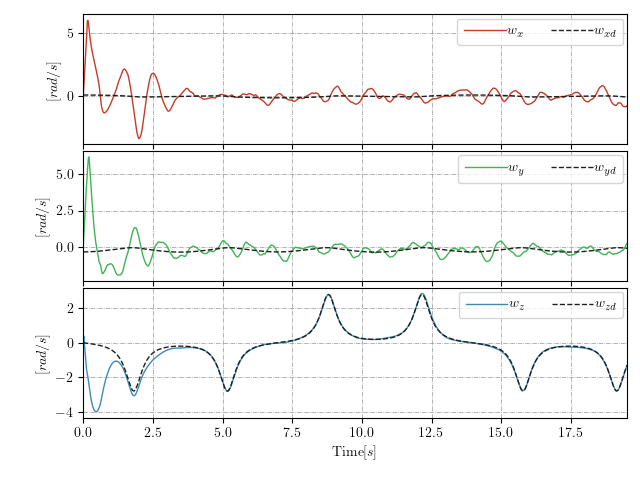 5
0
[rad/s]
w_x w_xd
5.0
2.5
0.0
[rad/s]
w_y w_yd
2
0
−2
−4
[rad/s]
w_z w_zd
0.0 2.5 5.0 7.5 10.0 12.5 15.0 17.5
Time[s]